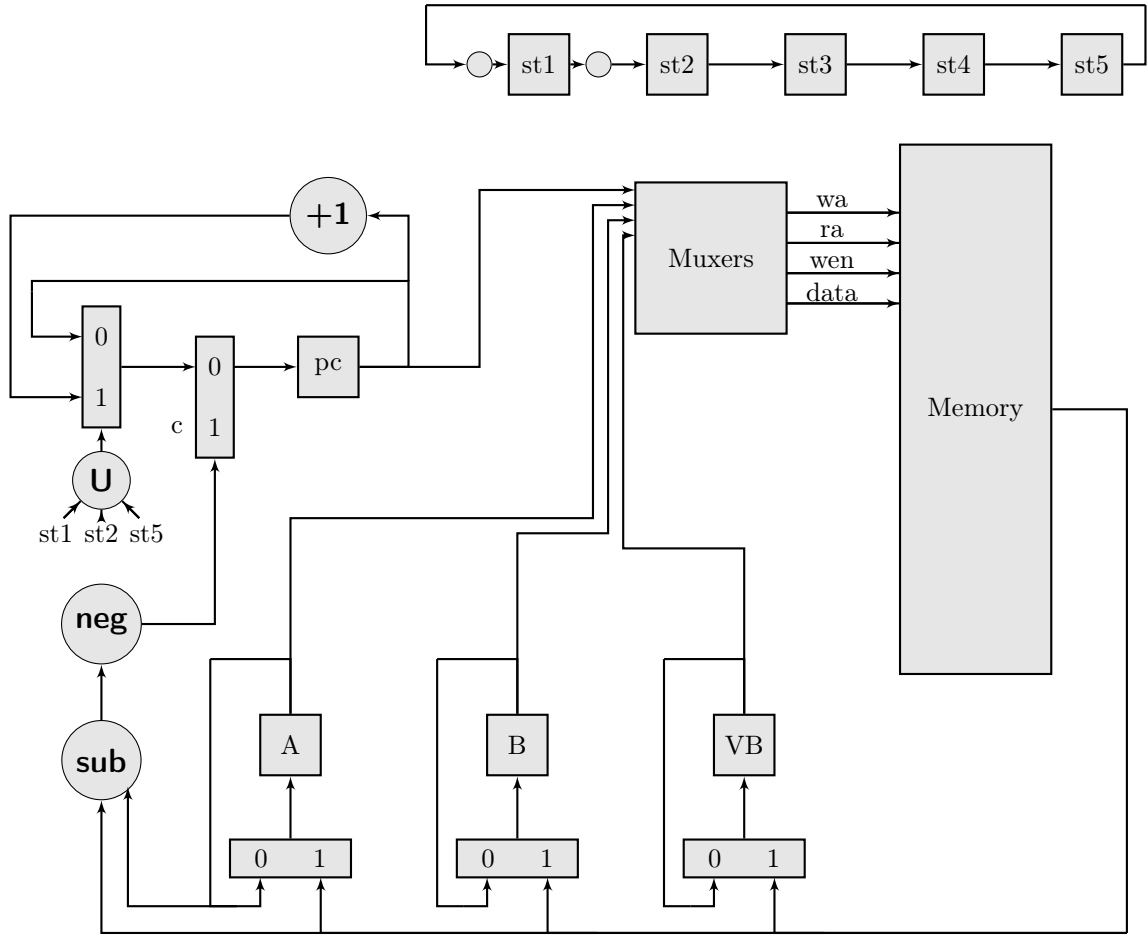 st1 st2 st3 st4 st5
+1
wa
ra
wen
data
Muxers
Memory
0
1
0
1
c
pc
U
st1 st2 st5
neg
sub
A
B
VB
0 1
0 1
0 1